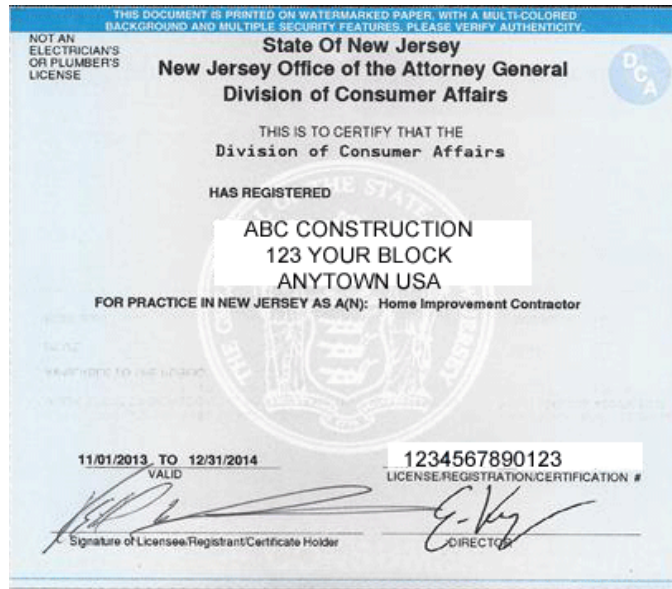 THIS DOCUMENT IS PRINTED ON WATERMARKED PAPER, WITH A MULTI-COLORED
BACKGROUND AND MULTIPLE SECURITY FEATURES. PLEASE VERIFY AUTHENTICITY.
NOT AN
ELECTRICIAN'S
OR PLUMBER'S
LICENSE
State Of New Jersey
New Jersey Office of the Attorney General
Division of Consumer Affairs
DCA
THIS IS TO CERTIFY THAT THE
Division of Consumer Affairs
HAS REGISTERED
ABC CONSTRUCTION
123 YOUR BLOCK
ANYTOWN USA
FOR PRACTICE IN NEW JERSEY AS A(N): Home Improvement Contractor
11/01/2013 TO 12/31/2014
VALID
1234567890123
LICENSE/REGISTRATION/CERTIFICATION #
Signature of Licensee/Registrant/Certificate Holder
DIRECTOR